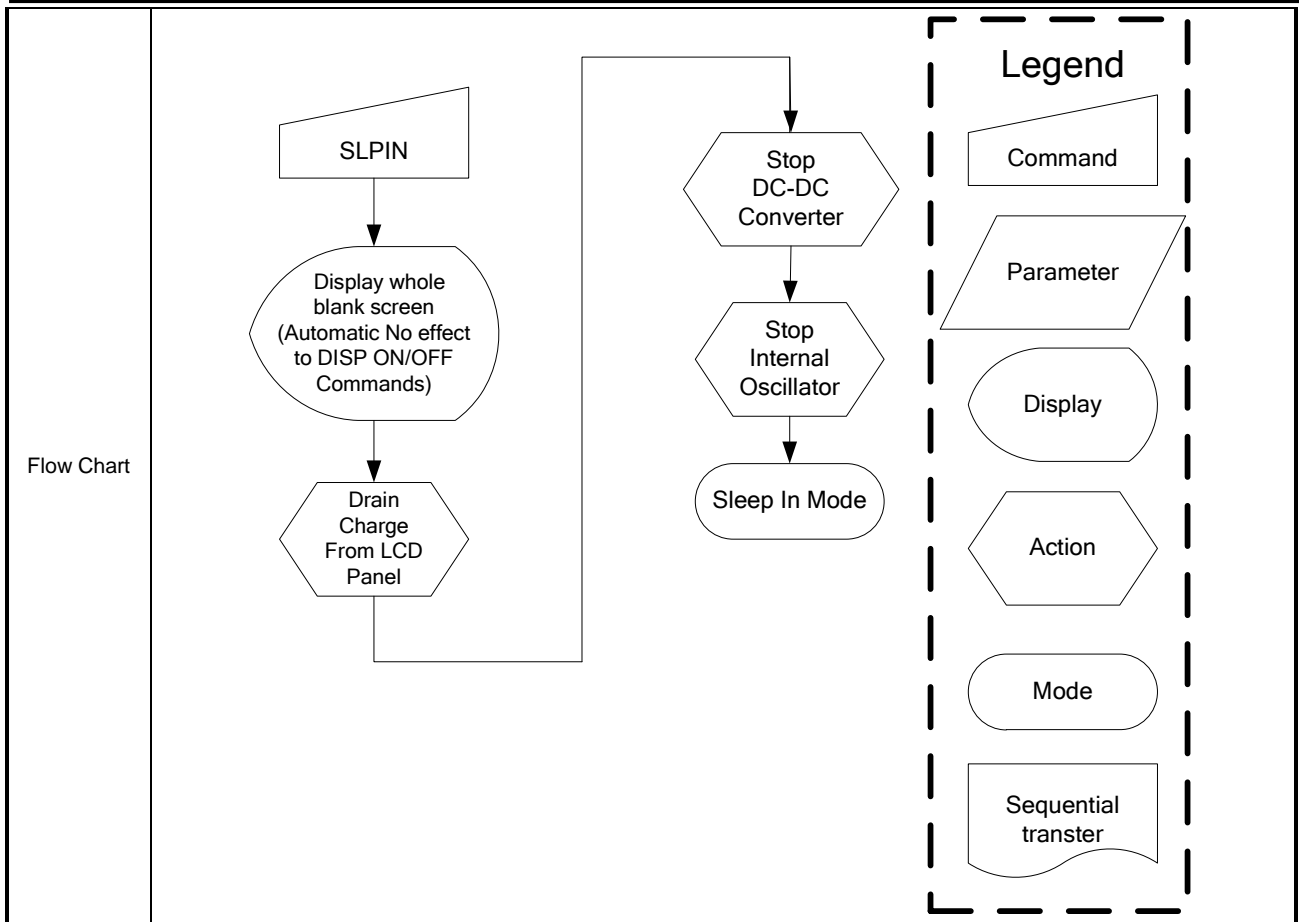 Flow Chart
SLPIN
Display whole
blank screen
(Automatic No effect
to DISP ON/OFF
Commands)
Drain
Charge
From LCD
Panel
Stop
DC-DC
Converter
Stop
Internal
Oscillator
Sleep In Mode
Legend
Command
Parameter
Display
Action
Mode
Sequential
transter